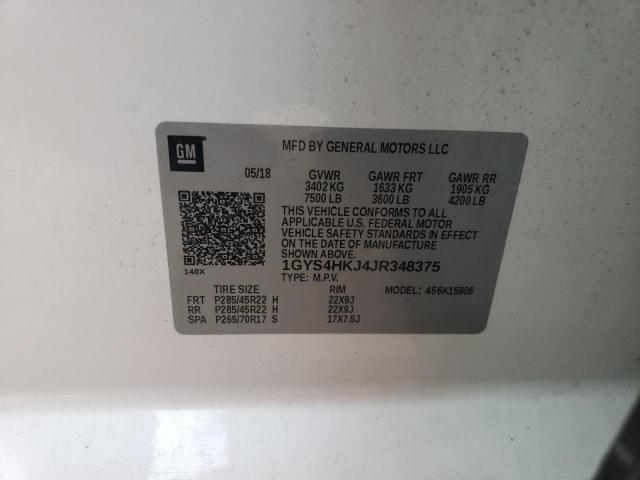 GM
MFD BY GENERAL MOTORS LLC
05/18 GVWR GAWR FRT GAWR RR
3402 KG 1633 KG 1905 KG
7500 LB 3600 LB 4200 LB
THIS VEHICLE CONFORMS TO ALL
APPLICABLE U.S. FEDERAL MOTOR
VEHICLE SAFETY STANDARDS IN EFFECT
ON THE DATE OF MANUFACTURE
SHOWN ABOVE.
1GYS4HKJ4JR348375
140X
TYPE: M.P.V. MODEL: 456K15906
TIRE SIZE RIM
FRT P285/45R22 H 22X9J
RR P285/45R22 H 22X9J
SPA P265/70R17 S 17X7.5J